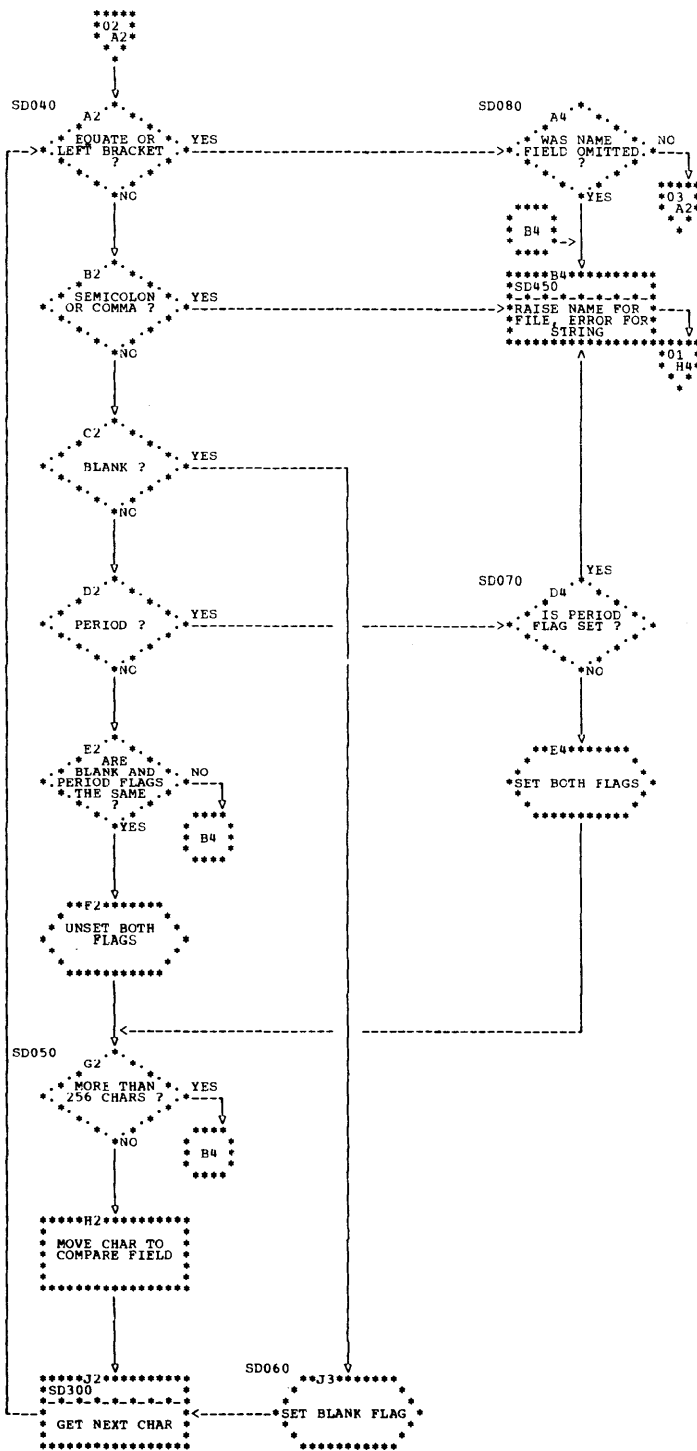 02
A2
SD040
A2
EQUATE OR
LEFT BRACKET
?
YES
NO
SD080
A4
WAS NAME
FIELD OMITTED
?
NO
YES
03
A2
B4
B2
SEMICOLON
OR COMMA ?
YES
NO
B4
SD450
RAISE NAME FOR
FILE, ERROR FOR
STRING
01
H4
C2
BLANK ?
YES
NO
D2
PERIOD ?
YES
NO
SD070
YES
D4
IS PERIOD
FLAG SET ?
NO
E2
ARE
BLANK AND
PERIOD FLAGS
THE SAME
?
NO
YES
B4
E4
SET BOTH FLAGS
F2
UNSET BOTH
FLAGS
SD050
G2
MORE THAN
256 CHARS ?
YES
NO
B4
H2
MOVE CHAR TO
COMPARE FIELD
J2
SD300
GET NEXT CHAR
SD060
J3
SET BLANK FLAG